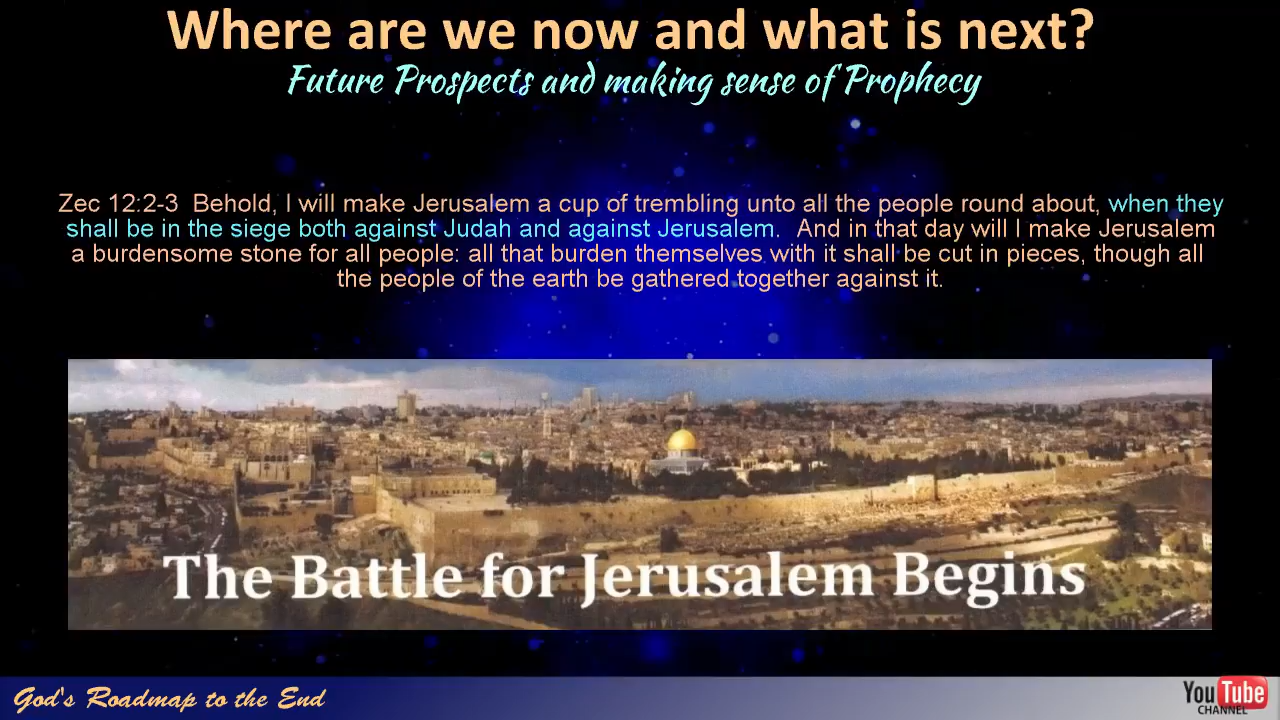 Where are we now and what is next?
Future Prospects and making sense of Prophecy
Zec 12:2-3  Behold, I will make Jerusalem a cup of trembling unto all the people round about, when they
shall be in the siege both against Judah and against Jerusalem.  And in that day will I make Jerusalem
a burdensome stone for all people: all that burden themselves with it shall be cut in pieces, though all
the people of the earth be gathered together against it.
The Battle for Jerusalem Begins
God's Roadmap to the End
YouTube
CHANNEL